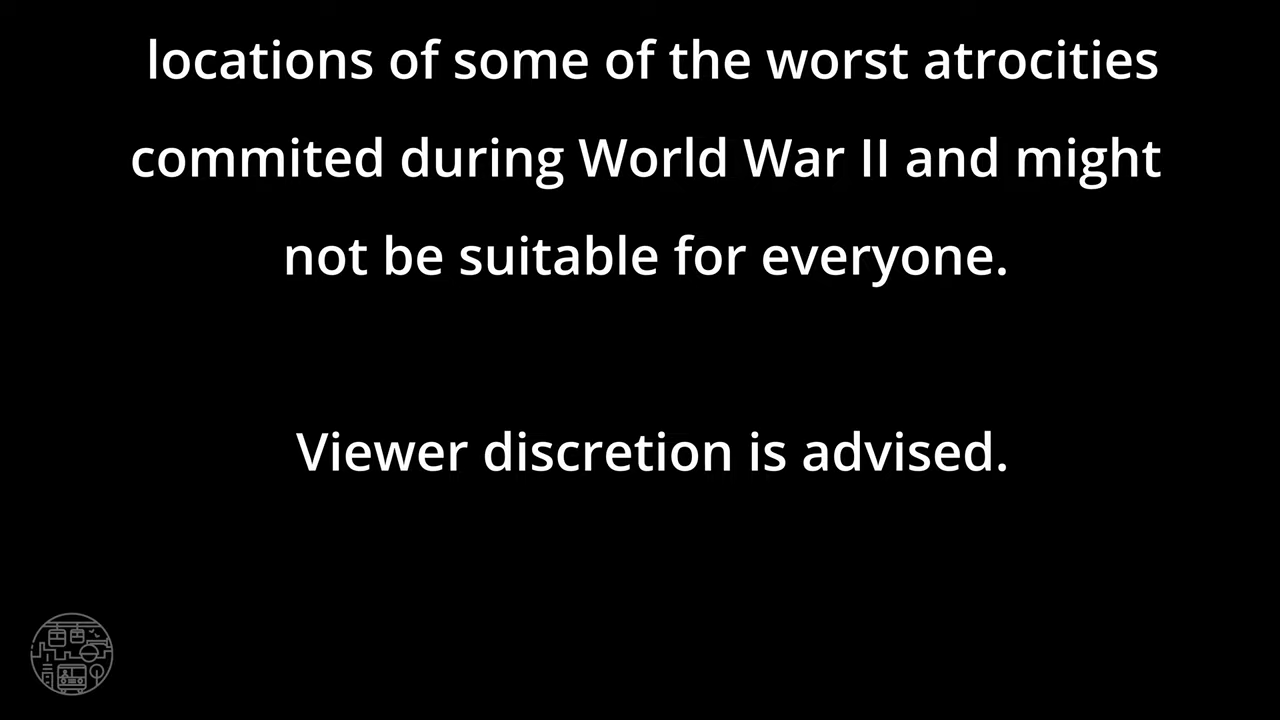 locations of some of the worst atrocities
commited during World War II and might
not be suitable for everyone.
Viewer discretion is advised.